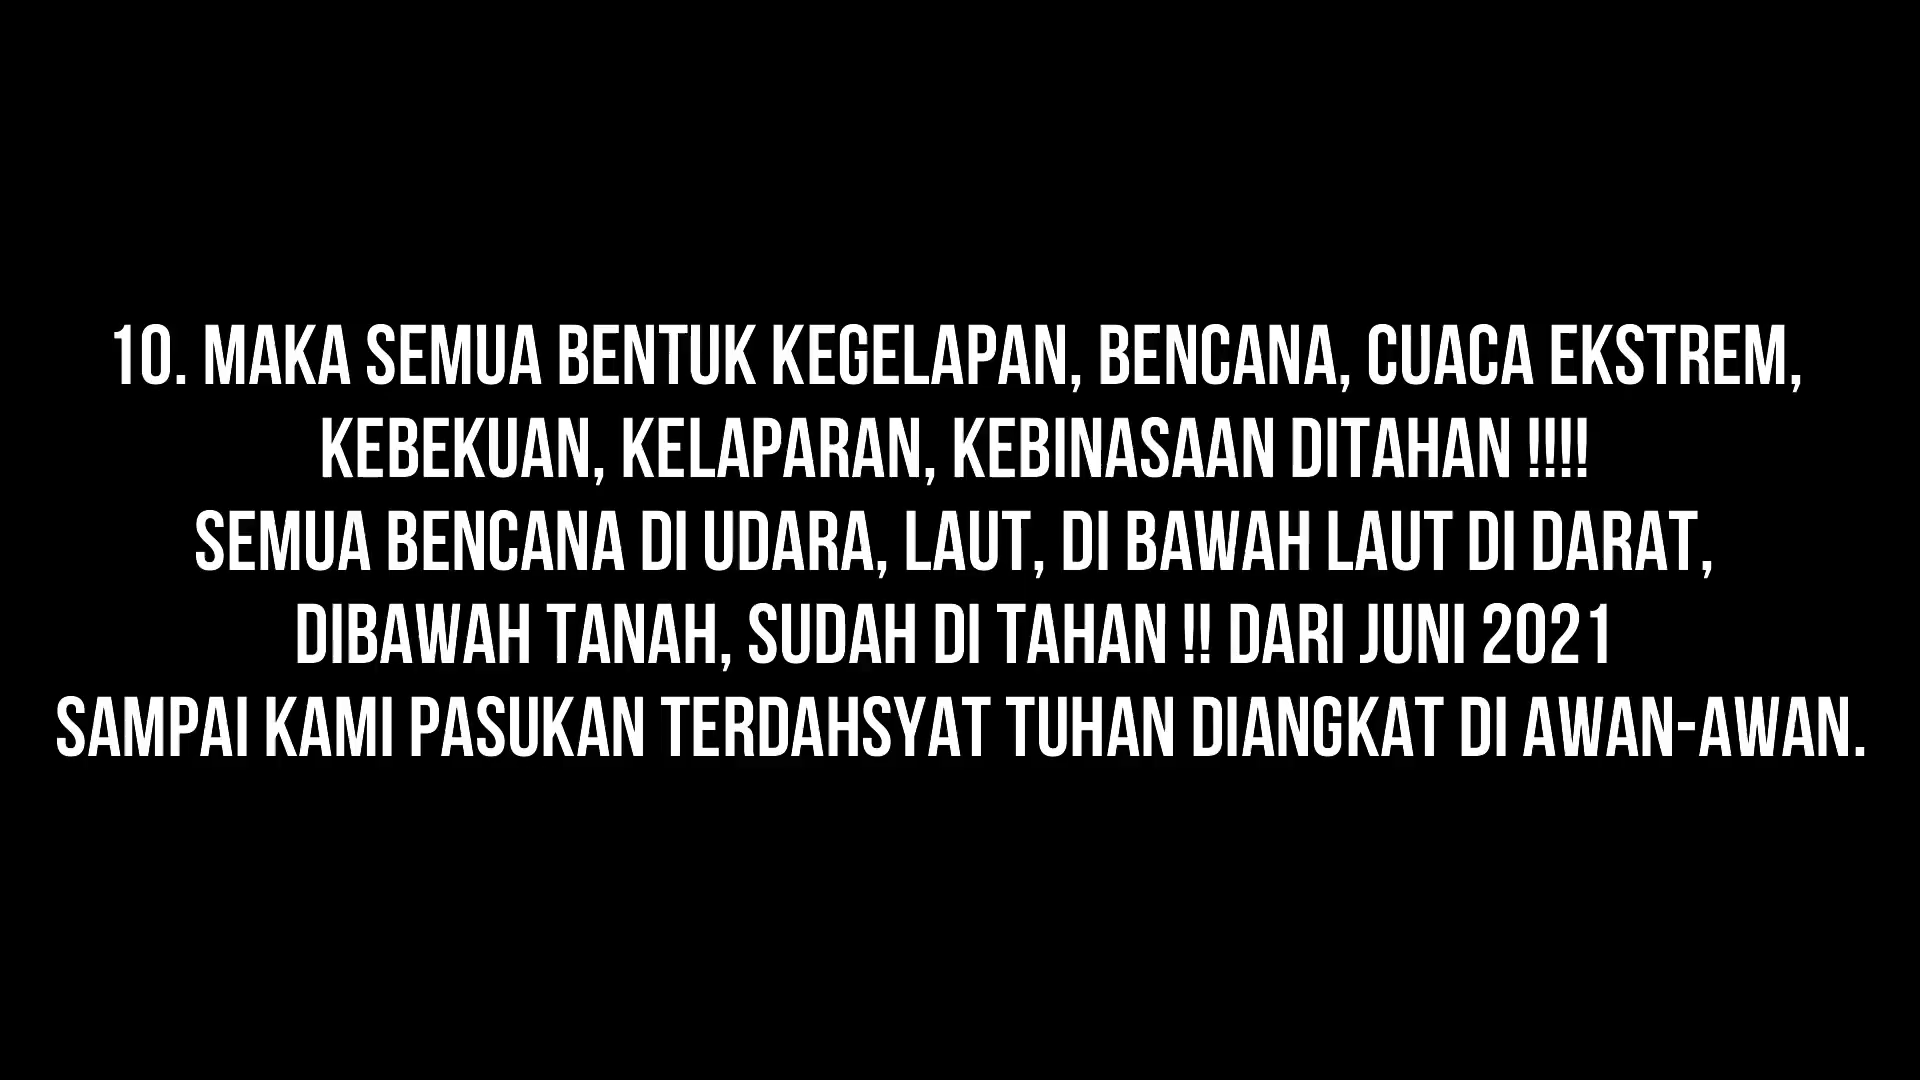 10. MAKA SEMUA BENTUK KEGELAPAN, BENCANA, CUACA EKSTREM,
KEBEKUAN, KELAPARAN, KEBINASAAN DITAHAN !!!!
SEMUA BENCANA DI UDARA, LAUT, DI BAWAH LAUT DI DARAT,
DIBAWAH TANAH, SUDAH DI TAHAN !! DARI JUNI 2021
SAMPAI KAMI PASUKAN TERDAHSYAT TUHAN DIANGKAT DI AWAN-AWAN.